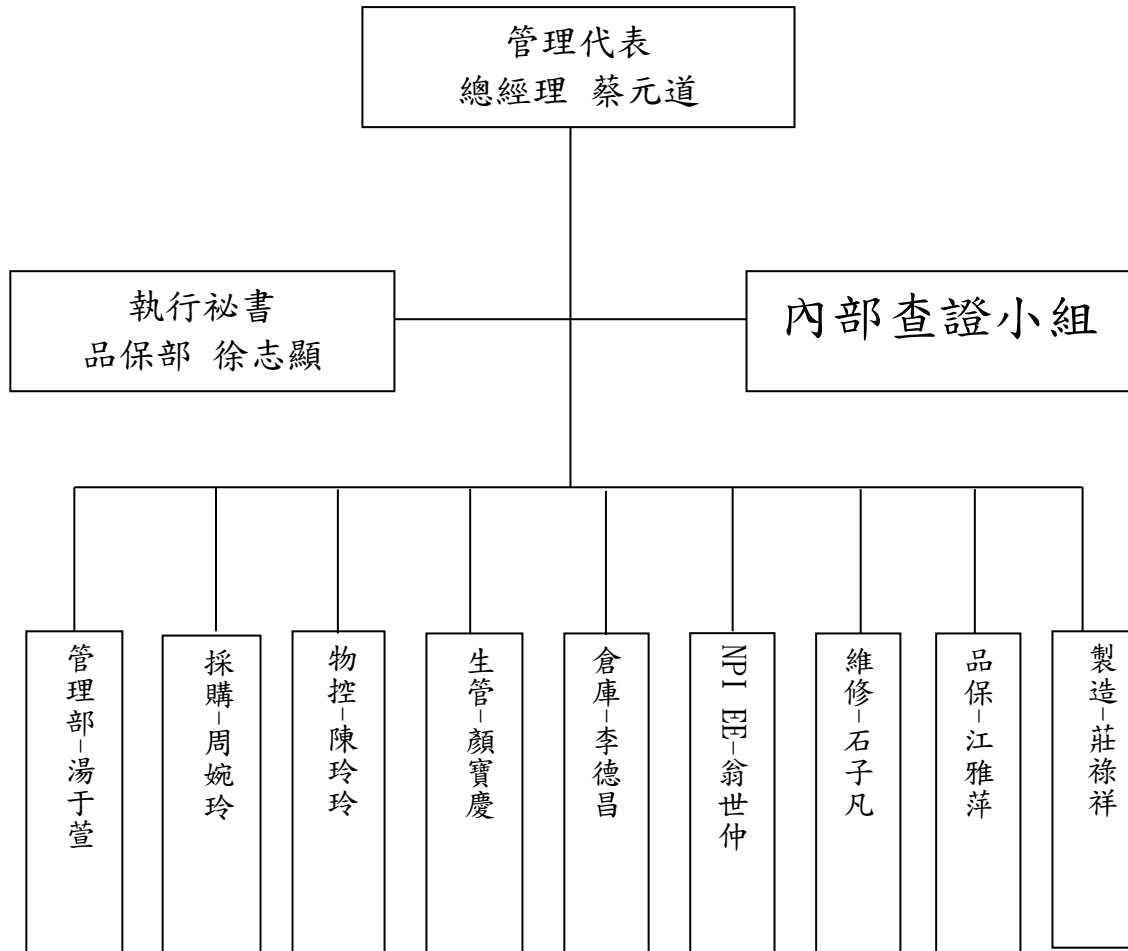 管理代表
總經理 蔡元道
執行祕書
品保部 徐志顯
內部查證小組
管理部-湯于萱
採購-周婉玲
物控-陳玲玲
生管-顏寶慶
倉庫-李德昌
NPI EE-翁世仲
維修-石子凡
品保-江雅萍
製造-莊祿祥